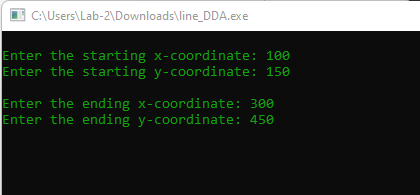 C:\Users\Lab-2\Downloads\line_DDA.exe
Enter the starting x-coordinate: 100
Enter the starting y-coordinate: 150
Enter the ending x-coordinate: 300
Enter the ending y-coordinate: 450